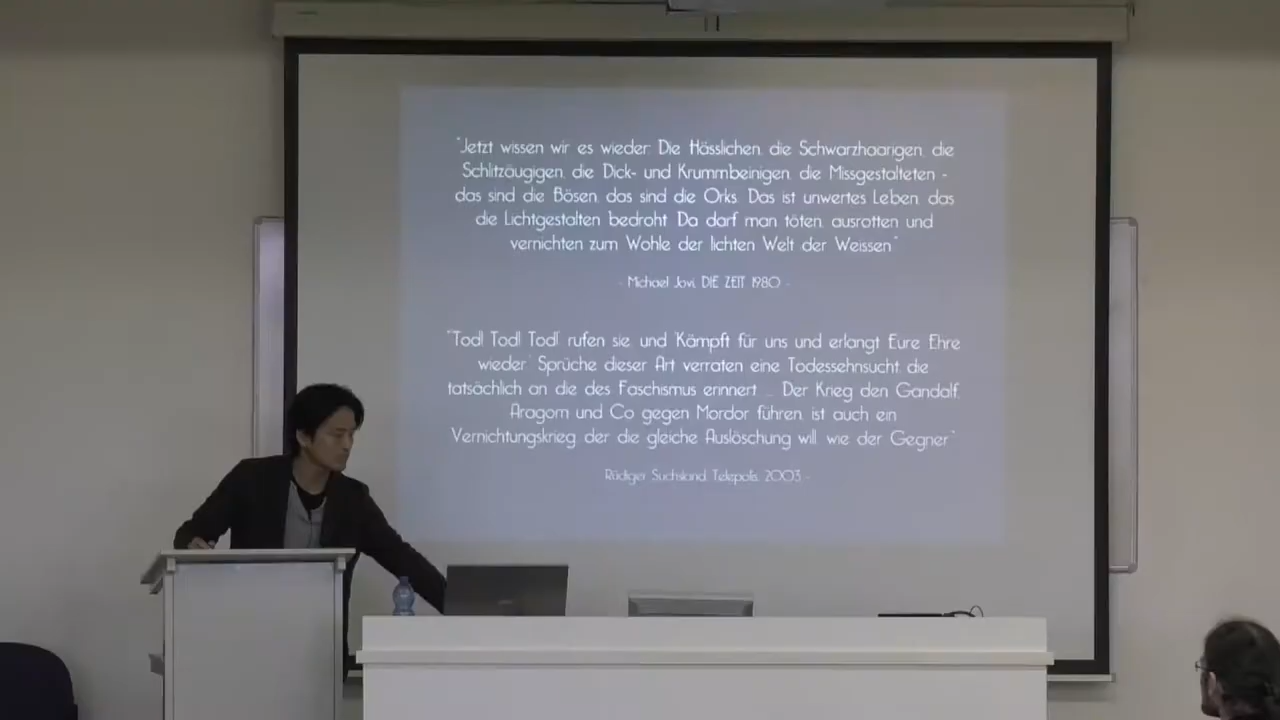 "Jetzt wissen wir es wieder: Die Hässlichen, die Schwarzhaarigen, die
Schlitzäugigen, die Dick- und Krummbeinigen, die Missgestalteten -
das sind die Bösen, das sind die Orks. Das ist unwertes Leben, das
die Lichtgestalten bedroht. Da darf man töten, ausrotten und
vernichten zum Wohle der lichten Welt der Weissen."
- Michael Jovi, DIE ZEIT 1980 -
"Tod! Tod! Tod!' rufen sie, und 'Kämpft für uns und erlangt Eure Ehre
wieder.' Sprüche dieser Art verraten eine Todessehnsucht, die
tatsächlich an die des Faschismus erinnert ... Der Krieg den Gandalf,
Aragorn und Co gegen Mordor führen, ist auch ein
Vernichtungskrieg, der die gleiche Auslöschung will, wie der Gegner"
Rüdiger Suchsland, Telepolis, 2003 -